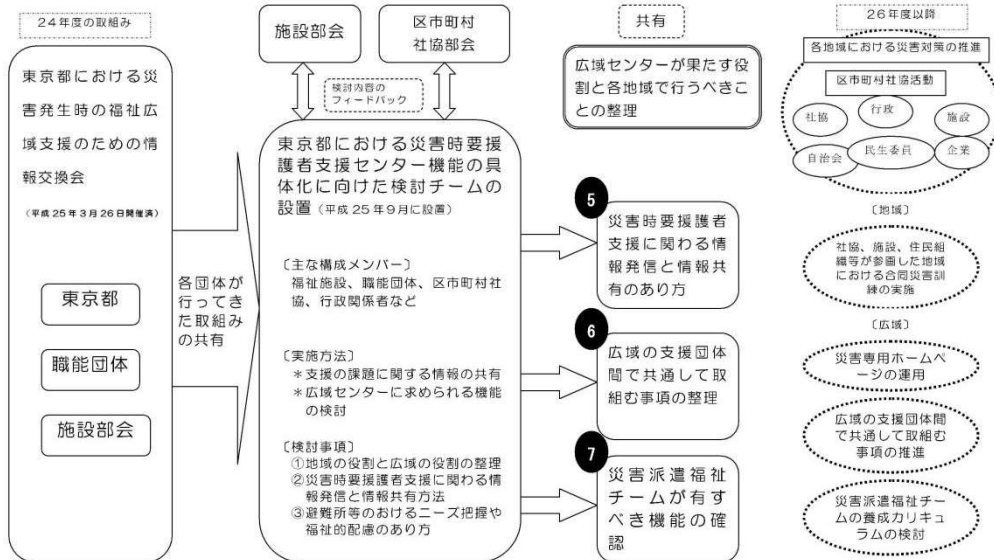 24年度の取組み
東京都における災
害発生時の福祉広
域支援のための情
報交換会
(平成25年3月26日開催済)
東京都
職能団体
施設部会
各団体が
行ってき
た取組み
の共有
施設部会
区市町村
社協部会
検討内容の
フィードバック
東京都における災害時要援
護者支援センター機能の具
体化に向けた検討チームの
設置(平成25年9月に設置)
〔主な構成メンバー〕
福祉施設、職能団体、区市町村社
協、行政関係者など
〔実施方法〕
＊支援の課題に関する情報の共有
＊広域センターに求められる機能
の検討
〔検討事項〕
①地域の役割と広域の役割の整理
②災害時要援護者支援に関わる情
報発信と情報共有方法
③避難所等のおけるニーズ把握や
福祉的配慮のあり方
共有
広域センターが果たす役
割と各地域で行うべきこ
との整理
5
災害時要援護者
支援に関わる情
報発信と情報共
有のあり方
6
広域の支援団体
間で共通して取
組む事項の整理
7
災害派遣福祉
チームが有す
べき機能の確
認
26年度以降
各地域における災害対策の推進
区市町村社協活動
社協
行政
施設
自治会
民生委員
企業
〔地域〕
社協、施設、住民組
織等が参画した地域
における合同災害訓
練の実施
〔広域〕
災害専用ホームペ
ージの運用
広域の支援団体間
で共通して取組む
事項の推進
災害派遣福祉チー
ムの養成カリキュ
ラムの検討